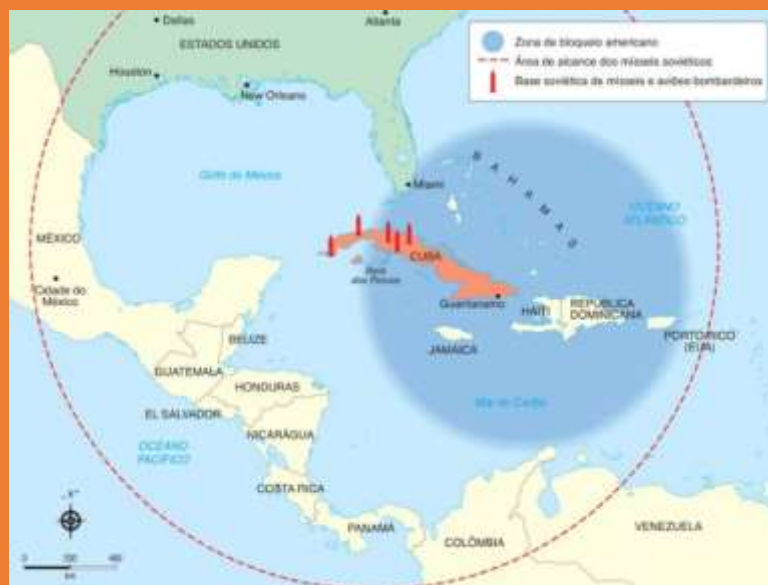 Dallas
Atlanta
ESTADOS UNIDOS
Houston
New Orleans
Zona de bloqueio americano
Área de alcance dos mísseis soviéticos
Base soviética de mísseis e aviões-bombardeiros
Golfo do México
Miami
BAHAMAS
OCEANO
ATLÂNTICO
MÉXICO
Cidade do
México
CUBA
dos Porcos
Guantánamo
HAITI
REPÚBLICA
DOMINICANA
PORTO RICO
(EUA)
JAMAICA
BELIZE
GUATEMALA
HONDURAS
Mar do Caribe
EL SALVADOR
NICARÁGUA
OCEANO
PACÍFICO
COSTA RICA
PANAMÁ
COLÔMBIA
VENEZUELA
0
km